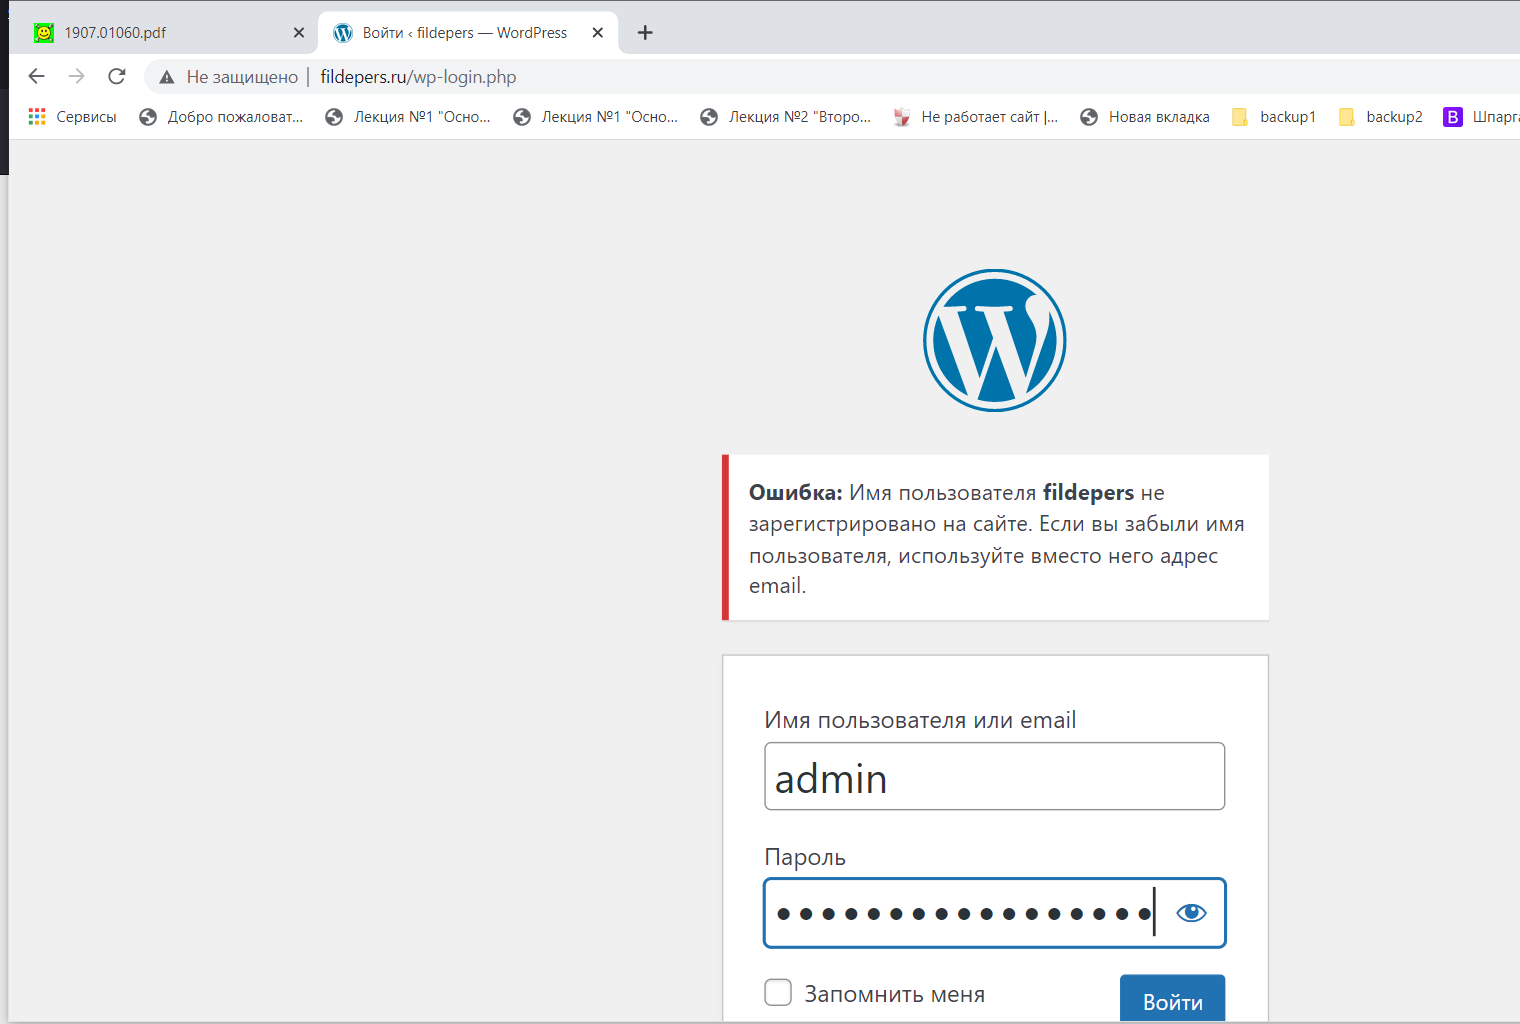 1907.01060.pdf
Войти ‹ fildepers — WordPress
Не защищено | fildepers.ru/wp-login.php
Сервисы
Добро пожаловат...
Лекция №1 "Осно...
Лекция №1 "Осно...
Лекция №2 "Второ...
Не работает сайт |...
Новая вкладка
backup1
backup2
B
Шпарга
W
Ошибка: Имя пользователя fildepers не
зарегистрировано на сайте. Если вы забыли имя
пользователя, используйте вместо него адрес
email.
Имя пользователя или email
admin
Пароль
Запомнить меня
Войти